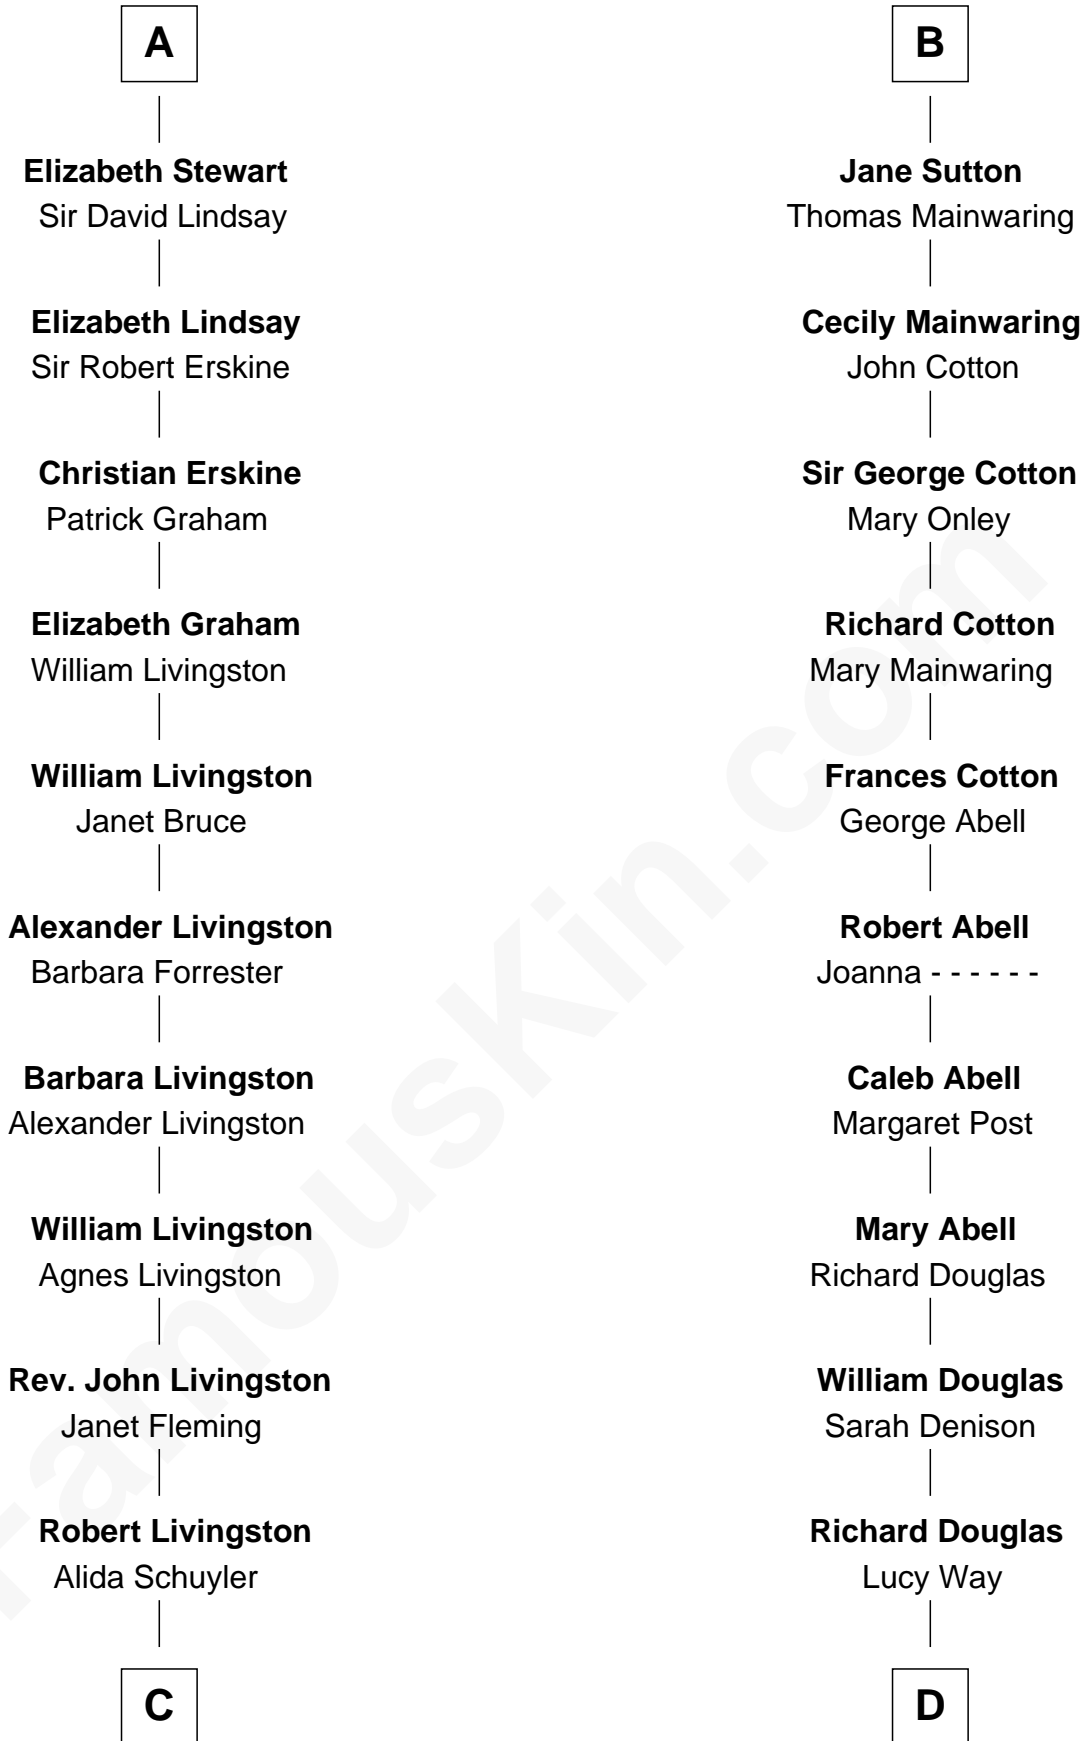 A
Elizabeth Stewart
Sir David Lindsay
Elizabeth Lindsay
Sir Robert Erskine
Christian Erskine
Patrick Graham
Elizabeth Graham
William Livingston
William Livingston
Janet Bruce
Alexander Livingston
Barbara Forrester
Barbara Livingston
Alexander Livingston
William Livingston
Agnes Livingston
Rev. John Livingston
Janet Fleming
Robert Livingston
Alida Schuyler
C
B
Jane Sutton
Thomas Mainwaring
Cecily Mainwaring
John Cotton
Sir George Cotton
Mary Onley
Richard Cotton
Mary Mainwaring
Frances Cotton
George Abell
Robert Abell
Joanna - - - - - -
Caleb Abell
Margaret Post
Mary Abell
Richard Douglas
William Douglas
Sarah Denison
Richard Douglas
Lucy Way
D
FamousKin.com